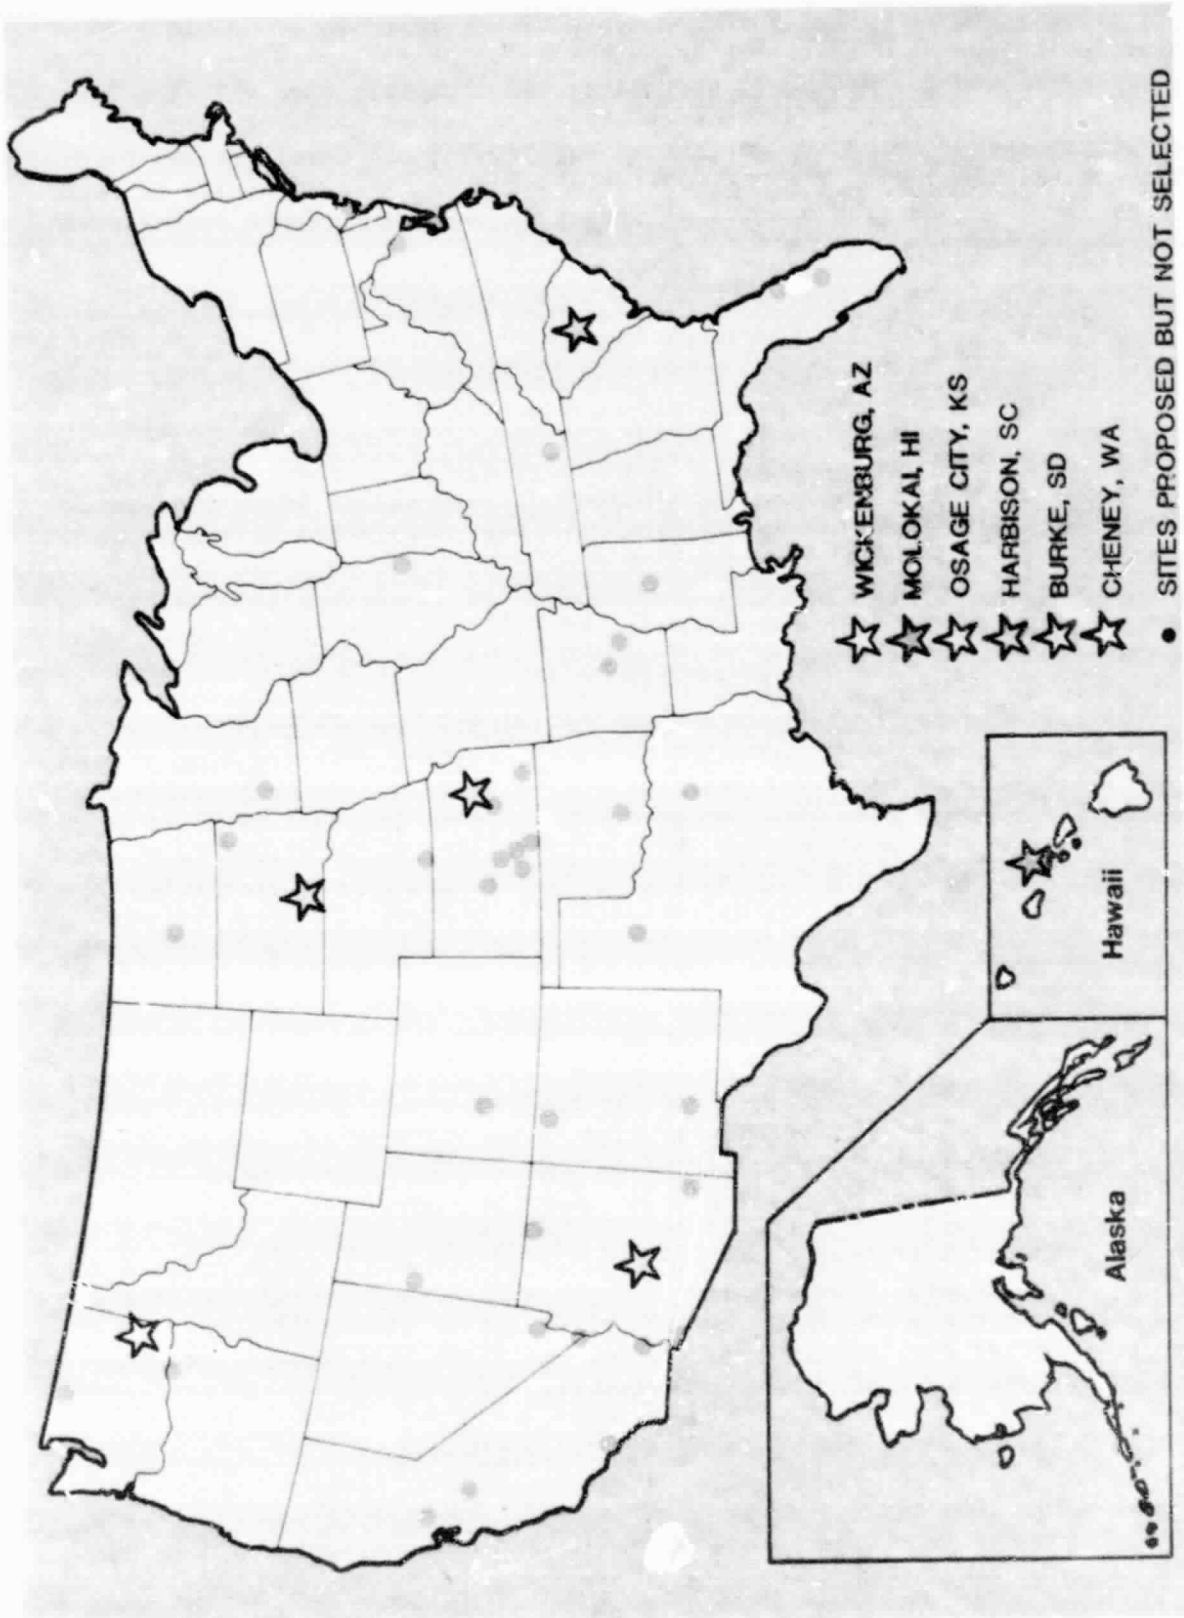 WICKENBURG, AZ
MOLOKAI, HI
OSAGE CITY, KS
HARBISON, SC
BURKE, SD
CHENEY, WA
SITES PROPOSED BUT NOT SELECTED
Alaska
Hawaii